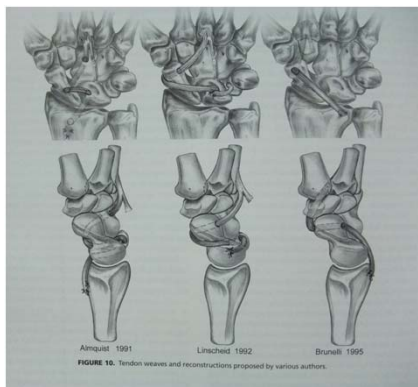 Almquist 1991 Linscheid 1992 Brunelli 1995
FIGURE 10. Tendon weaves and reconstructions proposed by various authors.